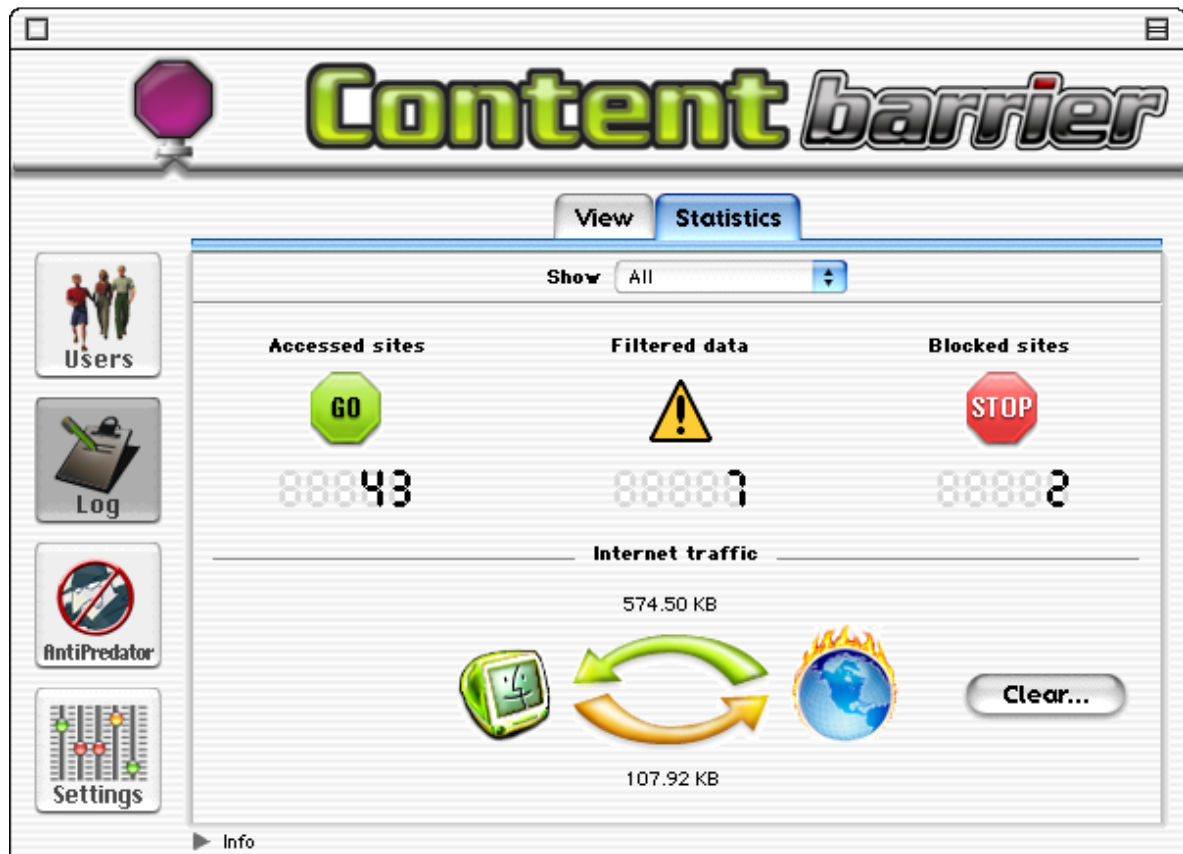 Content barrier
View Statistics
Show All
Users
Accessed sites Filtered data Blocked sites
GO STOP
43 7 2
Log
Internet traffic
574.50 KB
AntiPredator
Clear...
107.92 KB
Settings
Info